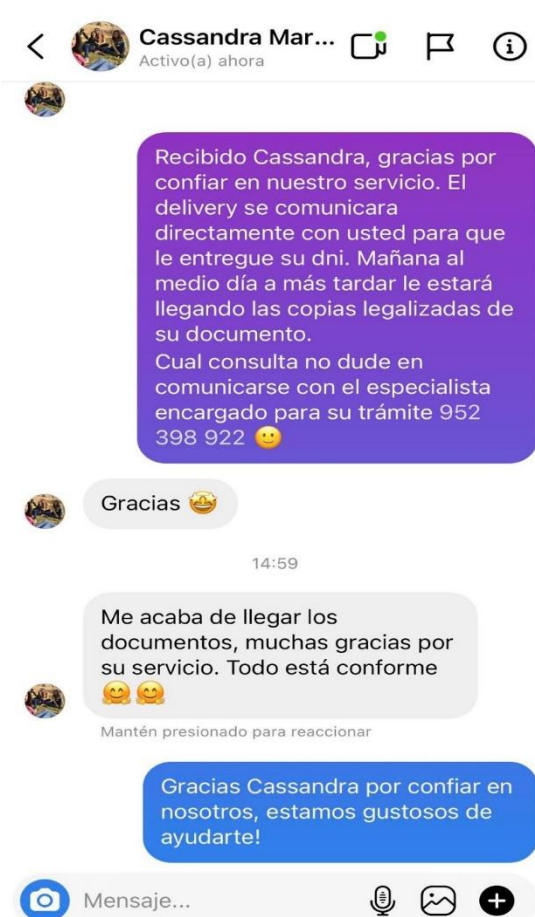 Cassandra Mar...
Activo(a) ahora
Recibido Cassandra, gracias por
confiar en nuestro servicio. El
delivery se comunicara
directamente con usted para que
le entregue su dni. Mañana al
medio día a más tardar le estará
llegando las copias legalizadas de
su documento.
Cual consulta no dude en
comunicarse con el especialista
encargado para su trámite 952
398 922 🙂
Gracias 🤩
14:59
Me acaba de llegar los
documentos, muchas gracias por
su servicio. Todo está conforme
🤗🤗
Mantén presionado para reaccionar
Gracias Cassandra por confiar en
nosotros, estamos gustosos de
ayudarte!
Mensaje...